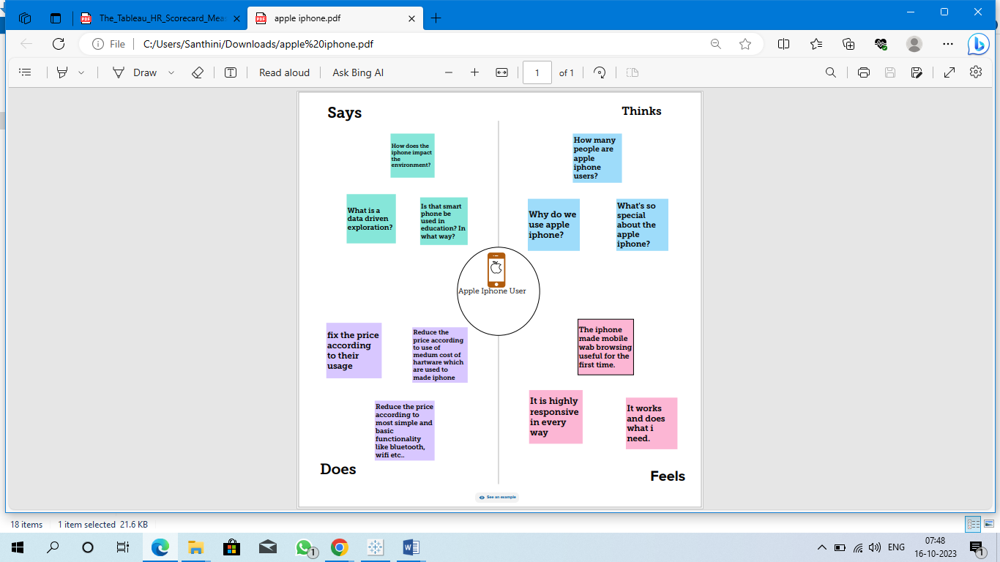 The_Tableau_HR_Scorecard_Mea
apple iphone.pdf
File
C:/Users/Santhini/Downloads/apple%20iphone.pdf
Draw
Read aloud
Ask Bing AI
1
of 1
Says
Thinks
How does the
iphone impact
the
environment?
How many
people are
apple
iphone
users?
What is a
data driven
exploration?
Is that smart
phone be
used in
education? In
what way?
Why do we
use apple
iphone?
What's so
special
about the
apple
iphone?
Apple Iphone User
fix the price
according
to their
usage
Reduce the
price according
to use of
medum cost of
hartware which
are used to
made iphone
The iphone
made mobile
wab browsing
useful for the
first time.
Reduce the price
according to
most simple and
basic
functionality
like bluetooth,
wifi etc..
It is highly
responsive
in every
way
It works
and does
what i
need.
Does
Feels
See an example
18 items
1 item selected 21.6 KB
1
ENG
07:48
16-10-2023
1